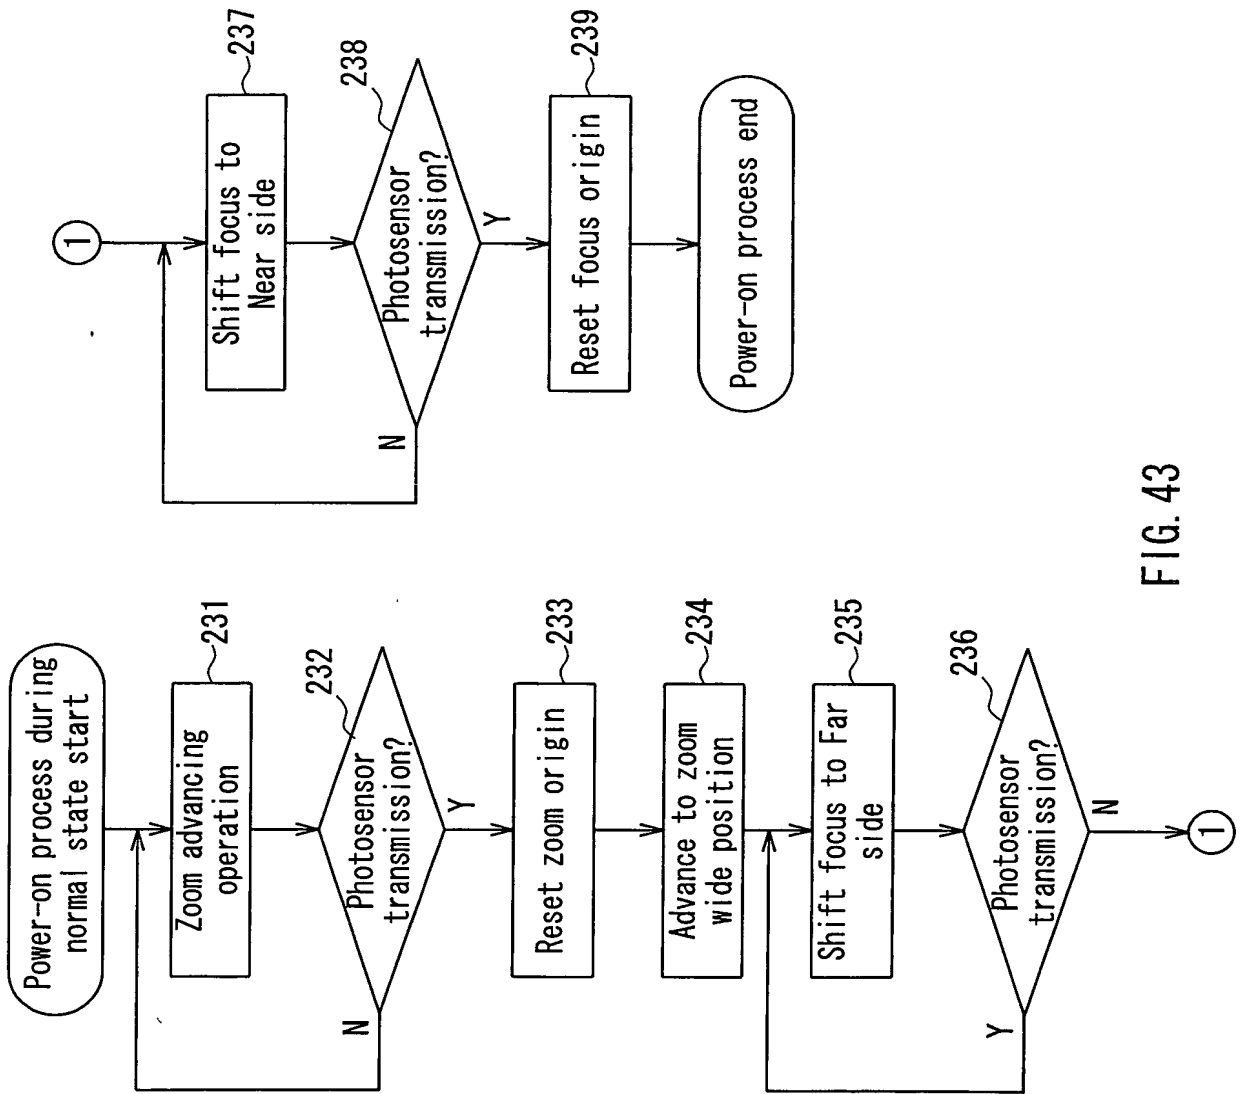 Power-on process during
normal state start
231
Zoom advancing
operation
232
Photosensor
transmission?
N
Y
233
Reset zoom origin
234
Advance to zoom
wide position
235
Shift focus to Far
side
236
Photosensor
transmission?
Y
N
1
1
237
Shift focus to
Near side
238
Photosensor
transmission?
N
Y
239
Reset focus origin
Power-on process end
FIG. 43